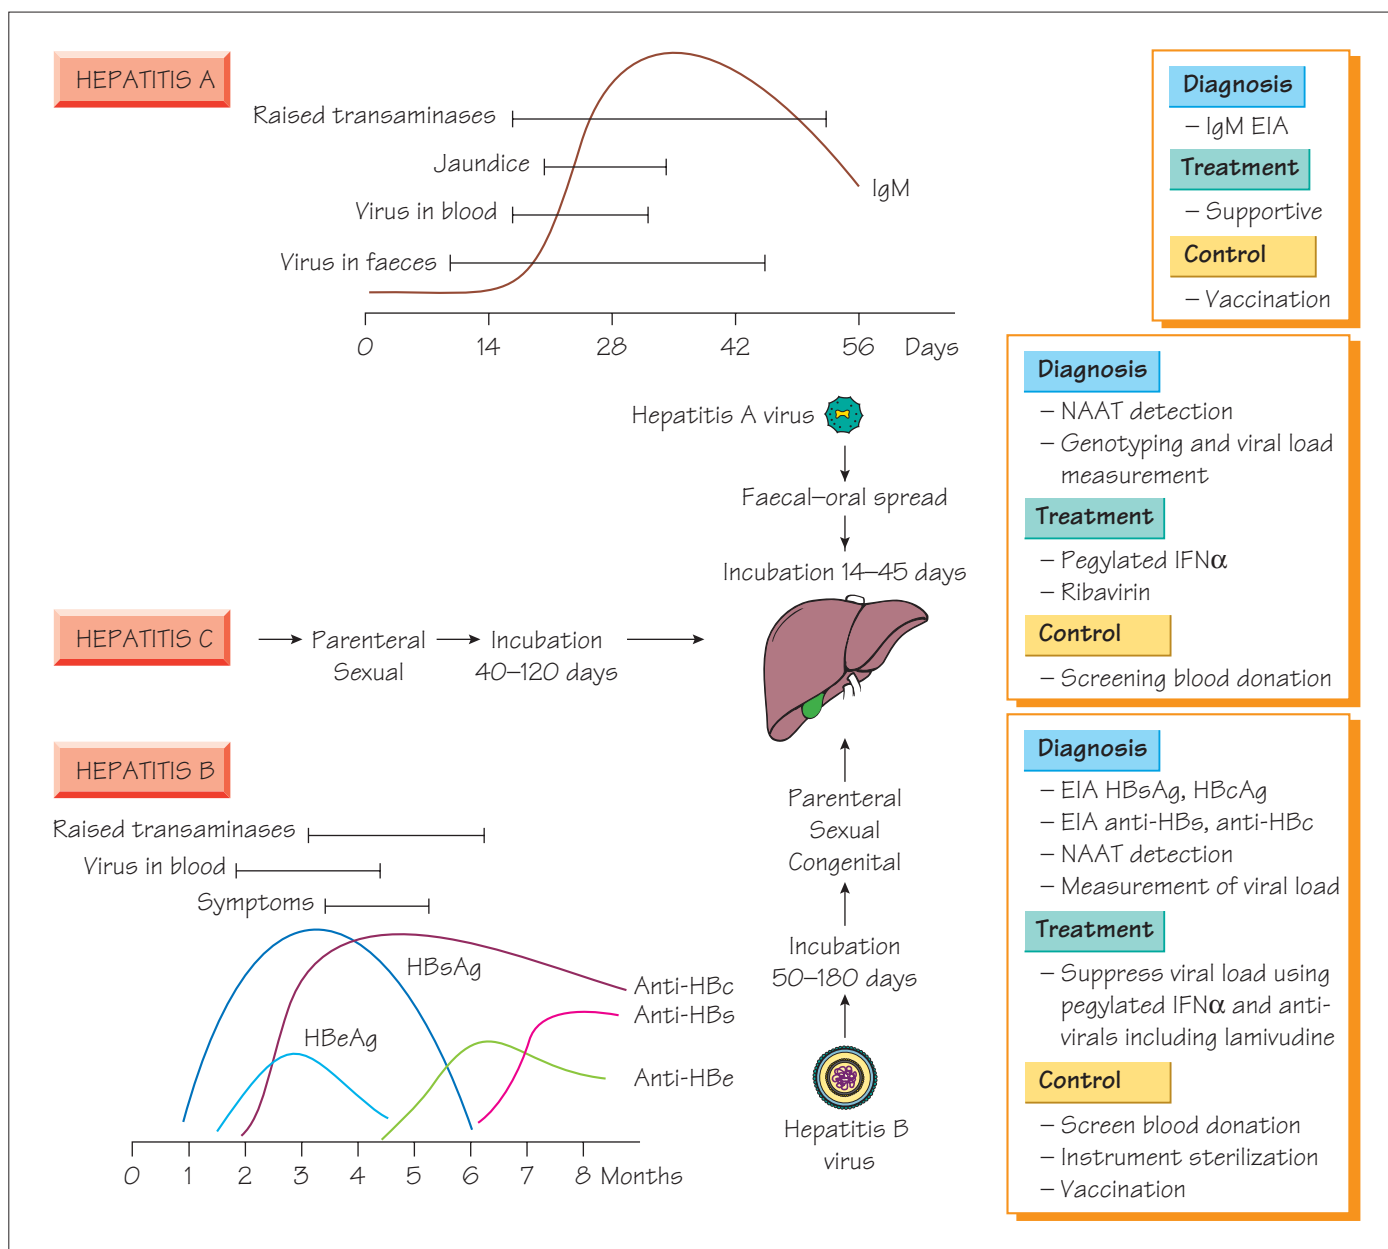 HEPATITIS A
Raised transaminases
Jaundice
Virus in blood
Virus in faeces
IgM
0 14 28 42 56 Days
Diagnosis
– IgM EIA
Treatment
– Supportive
Control
– Vaccination
Hepatitis A virus
Faecal–oral spread
Incubation 14–45 days
HEPATITIS C
Parenteral
Sexual
Incubation
40–120 days
Diagnosis
– NAAT detection
– Genotyping and viral load
measurement
Treatment
– Pegylated IFNα
– Ribavirin
Control
– Screening blood donation
HEPATITIS B
Raised transaminases
Virus in blood
Symptoms
HBsAg
HBeAg
Anti-HBc
Anti-HBs
Anti-HBe
0 1 2 3 4 5 6 7 8 Months
Parenteral
Sexual
Congenital
Incubation
50–180 days
Hepatitis B
virus
Diagnosis
– EIA HBsAg, HBcAg
– EIA anti-HBs, anti-HBc
– NAAT detection
– Measurement of viral load
Treatment
– Suppress viral load using
pegylated IFNα and anti-
virals including lamivudine
Control
– Screen blood donation
– Instrument sterilization
– Vaccination